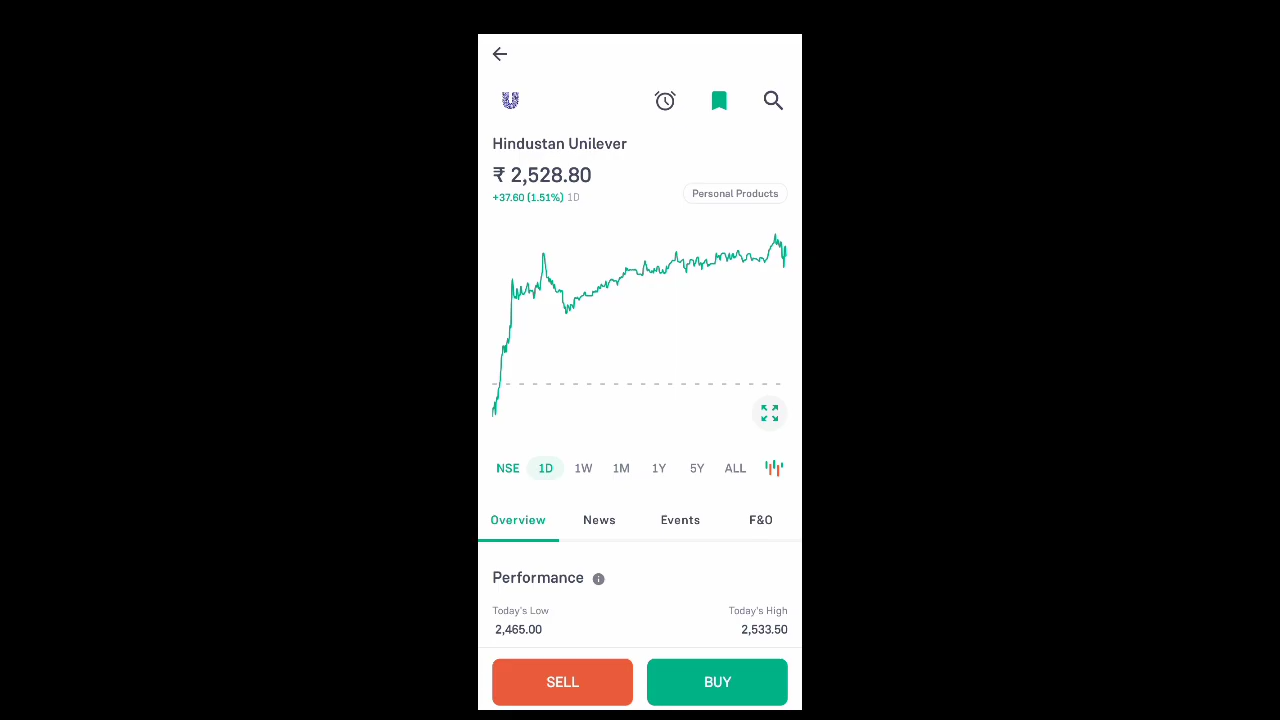 Hindustan Unilever
₹ 2,528.80
+37.60 (1.51%) 1D
Personal Products
NSE 1D 1W 1M 1Y 5Y ALL
Overview News Events F&O
Performance
Today's Low Today's High
2,465.00 2,533.50
SELL BUY